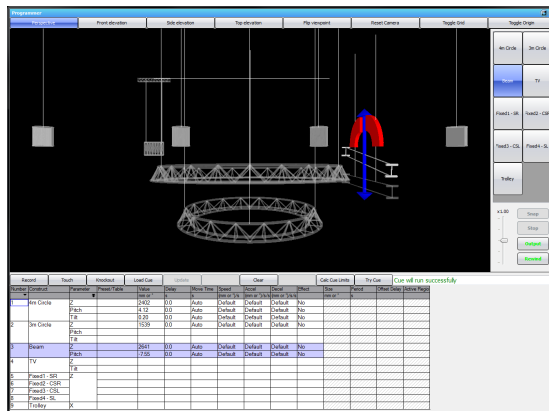 Programmer
Perspective Front elevation Side elevation Top elevation Flip viewpoint Reset Camera Toggle Grid Toggle Origin
4m Circle 3m Circle
Beam TV
Fixed1 - SR Fixed2 - CSR
Fixed3 - CSL Fixed4 - SL
Trolley
x1.00 Snap
Stop
Output
Normal
Record Touch Knockout Load Cue Update Clear Calc Cue Limits Try Cue Cue will run successfully
Number Construct Parameter Preset/Table Value Delay Move Time Speed Accel Decel Effect Size Period Offset Delay Active Region
mm or ° s s mm or °/s mm or °/s/s mm or °/s/s mm or ° s
1 4m Circle Z 2402 0.0 Auto Default Default Default No
Pitch 4.12 0.0 Auto Default Default Default No
Tilt 0.20 0.0 Auto Default Default Default No
2 3m Circle Z 1539 0.0 Auto Default Default Default No
Pitch
Tilt
3 Beam Z 2641 0.0 Auto Default Default Default No
Pitch -7.55 0.0 Auto Default Default Default No
4 TV Z
Tilt
5 Fixed1 - SR Z
6 Fixed2 - CSR
7 Fixed3 - CSL
8 Fixed4 - SL
9 Trolley X